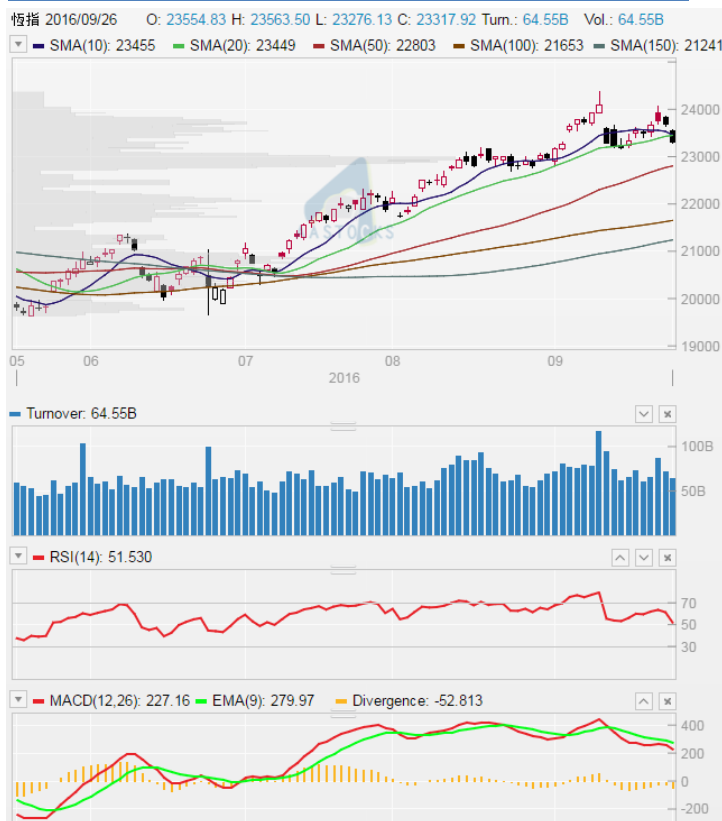 恆指 2016/09/26 O: 23554.83 H: 23563.50 L: 23276.13 C: 23317.92 Turn.: 64.55B Vol.: 64.55B
SMA(10): 23455 SMA(20): 23449 SMA(50): 22803 SMA(100): 21653 SMA(150): 21241
24000
23000
22000
AASTOCKS
21000
20000
19000
05 06 07 08 09
2016
Turnover: 64.55B
100B
50B
RSI(14): 51.530
70
50
30
MACD(12,26): 227.16 EMA(9): 279.97 Divergence: -52.813
400
200
0
-200